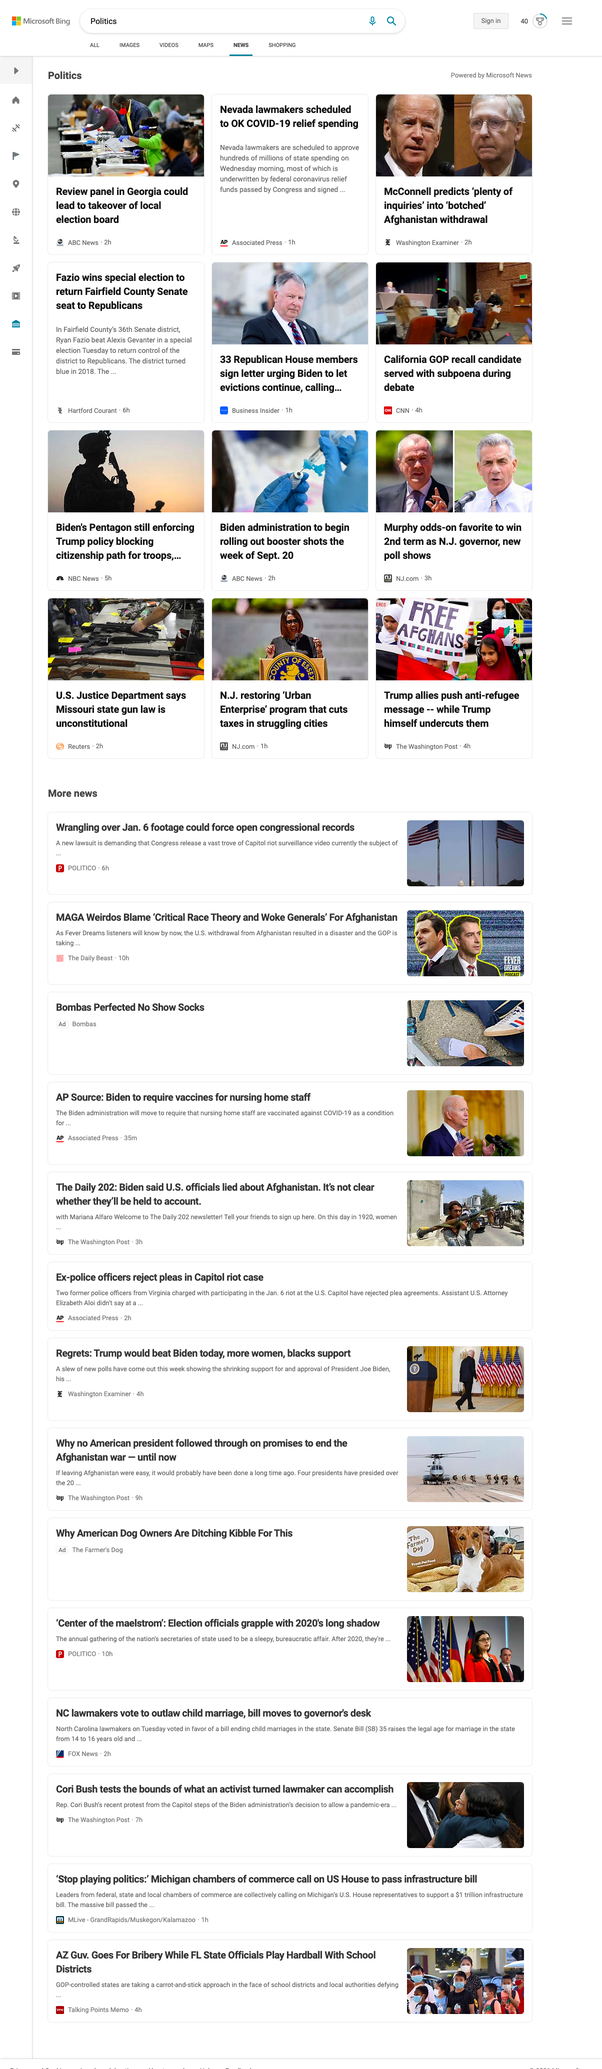 Microsoft Bing
Politics
Sign in
40
ALL
IMAGES
VIDEOS
MAPS
NEWS
SHOPPING
Politics
Powered by Microsoft News
Review panel in Georgia could
lead to takeover of local
election board
ABC News · 2h
Nevada lawmakers scheduled
to OK COVID-19 relief spending
Nevada lawmakers are scheduled to approve
hundreds of millions of state spending on
Wednesday morning, most of which is
underwritten by federal coronavirus relief
funds passed by Congress and signed ...
AP Associated Press · 1h
McConnell predicts ‘plenty of
inquiries’ into ‘botched’
Afghanistan withdrawal
Washington Examiner · 2h
Fazio wins special election to
return Fairfield County Senate
seat to Republicans
In Fairfield County's 36th Senate district,
Ryan Fazio beat Alexis Gevanter in a special
election Tuesday to return control of the
district to Republicans. The district turned
blue in 2018. The ...
Hartford Courant · 6h
33 Republican House members
sign letter urging Biden to let
evictions continue, calling...
Business Insider · 1h
California GOP recall candidate
served with subpoena during
debate
CNN · 4h
Biden's Pentagon still enforcing
Trump policy blocking
citizenship path for troops,...
NBC News · 5h
Biden administration to begin
rolling out booster shots the
week of Sept. 20
ABC News · 2h
Murphy odds-on favorite to win
2nd term as N.J. governor, new
poll shows
NJ.com · 3h
U.S. Justice Department says
Missouri state gun law is
unconstitutional
Reuters · 2h
COUNTY OF ESSEX
N.J. restoring ‘Urban
Enterprise’ program that cuts
taxes in struggling cities
NJ.com · 1h
FREE
AFGHANS
Trump allies push anti-refugee
message -- while Trump
himself undercuts them
wp The Washington Post · 4h
More news
Wrangling over Jan. 6 footage could force open congressional records
A new lawsuit is demanding that Congress release a vast trove of Capitol riot surveillance video currently the subject of
...
POLITICO · 6h
MAGA Weirdos Blame ‘Critical Race Theory and Woke Generals’ For Afghanistan
As Fever Dreams listeners will know by now, the U.S. withdrawal from Afghanistan resulted in a disaster and the GOP is
taking ...
The Daily Beast · 10h
FEVER
DREAMS
PODCAST
Bombas Perfected No Show Socks
Ad Bombas
AP Source: Biden to require vaccines for nursing home staff
The Biden administration will move to require that nursing home staff are vaccinated against COVID-19 as a condition
for ...
AP Associated Press · 35m
The Daily 202: Biden said U.S. officials lied about Afghanistan. It’s not clear
whether they’ll be held to account.
with Mariana Alfaro Welcome to The Daily 202 newsletter! Tell your friends to sign up here. On this day in 1920, women
...
wp The Washington Post · 3h
Ex-police officers reject pleas in Capitol riot case
Two former police officers from Virginia charged with participating in the Jan. 6 riot at the U.S. Capitol have rejected plea agreements. Assistant U.S. Attorney
Elizabeth Aloi didn't say at a ...
AP Associated Press · 2h
Regrets: Trump would beat Biden today, more women, blacks support
A slew of new polls have come out this week showing the shrinking support for and approval of President Joe Biden,
his ...
Washington Examiner · 4h
Why no American president followed through on promises to end the
Afghanistan war — until now
If leaving Afghanistan were easy, it would probably have been done a long time ago. Four presidents have presided over
the 20 ...
wp The Washington Post · 9h
Why American Dog Owners Are Ditching Kibble For This
Ad The Farmer's Dog
The
Farmer's
Dog
‘Center of the maelstrom’: Election officials grapple with 2020's long shadow
The annual gathering of the nation's secretaries of state used to be a sleepy, bureaucratic affair. After 2020, they're ...
POLITICO · 10h
NC lawmakers vote to outlaw child marriage, bill moves to governor's desk
North Carolina lawmakers on Tuesday voted in favor of a bill ending child marriages in the state. Senate Bill (SB) 35 raises the legal age for marriage in the state
from 14 to 16 years old and ...
FOX News · 2h
Cori Bush tests the bounds of what an activist turned lawmaker can accomplish
Rep. Cori Bush's recent protest from the Capitol steps of the Biden administration's decision to allow a pandemic-era ...
wp The Washington Post · 7h
‘Stop playing politics:’ Michigan chambers of commerce call on US House to pass infrastructure bill
Leaders from federal, state and local chambers of commerce are collectively calling on Michigan's U.S. House representatives to support a $1 trillion infrastructure
bill. The massive bill passed the ...
MLive - GrandRapids/Muskegon/Kalamazoo · 1h
AZ Guv. Goes For Bribery While FL State Officials Play Hardball With School
Districts
GOP-controlled states are taking a carrot-and-stick approach in the face of school districts and local authorities defying
...
Talking Points Memo · 4h